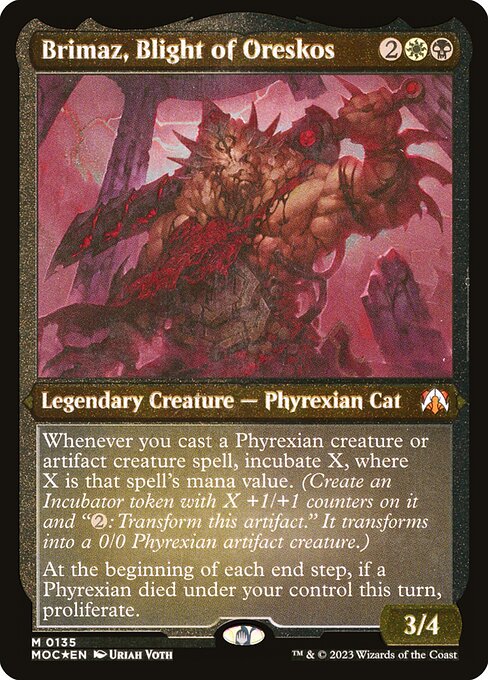 Brimaz, Blight of Oreskos 2
Legendary Creature — Phyrexian Cat
Whenever you cast a Phyrexian creature or
artifact creature spell, incubate X, where
X is that spell's mana value. (Create an
Incubator token with X +1/+1 counters on it
and “2: Transform this artifact.” It transforms
into a 0/0 Phyrexian artifact creature.)
At the beginning of each end step, if a
Phyrexian died under your control this turn,
proliferate.
3/4
M 0135
MOC★EN Uriah Voth
™ & © 2023 Wizards of the Coast